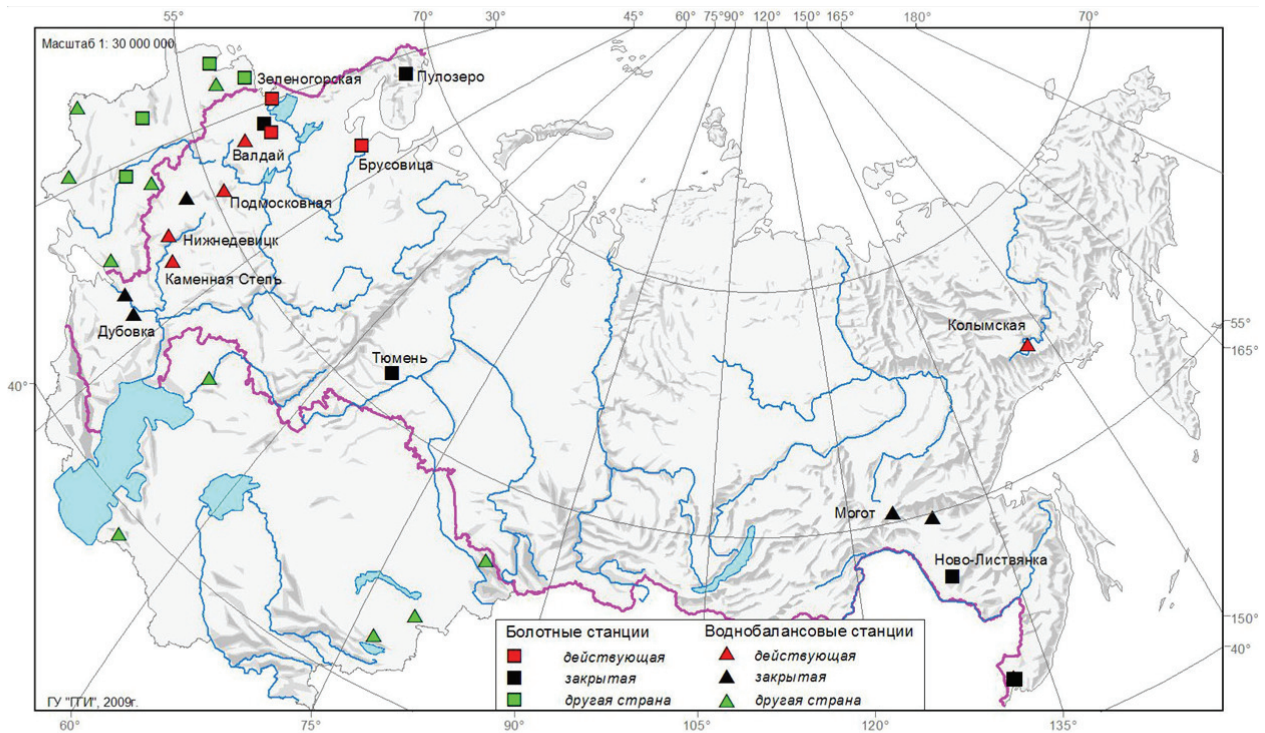 55° 70° 30° 45° 60° 75° 90° 120° 150° 165° 180° 70°
Масштаб 1: 30 000 000
Зеленогорская
Пулозеро
Валдай
Брусовица
Подмосковная
Нижнедевицк
Каменная Степь
Колымская
55°
165°
Дубовка
Тюмень
40°
Могот
Ново-Листвянка
Болотные станции
действующая
закрытая
другая страна
Воднобалансовые станции
действующая
закрытая
другая страна
150°
40°
ГУ "ГГИ", 2009г.
60° 75° 90° 105° 120° 135°